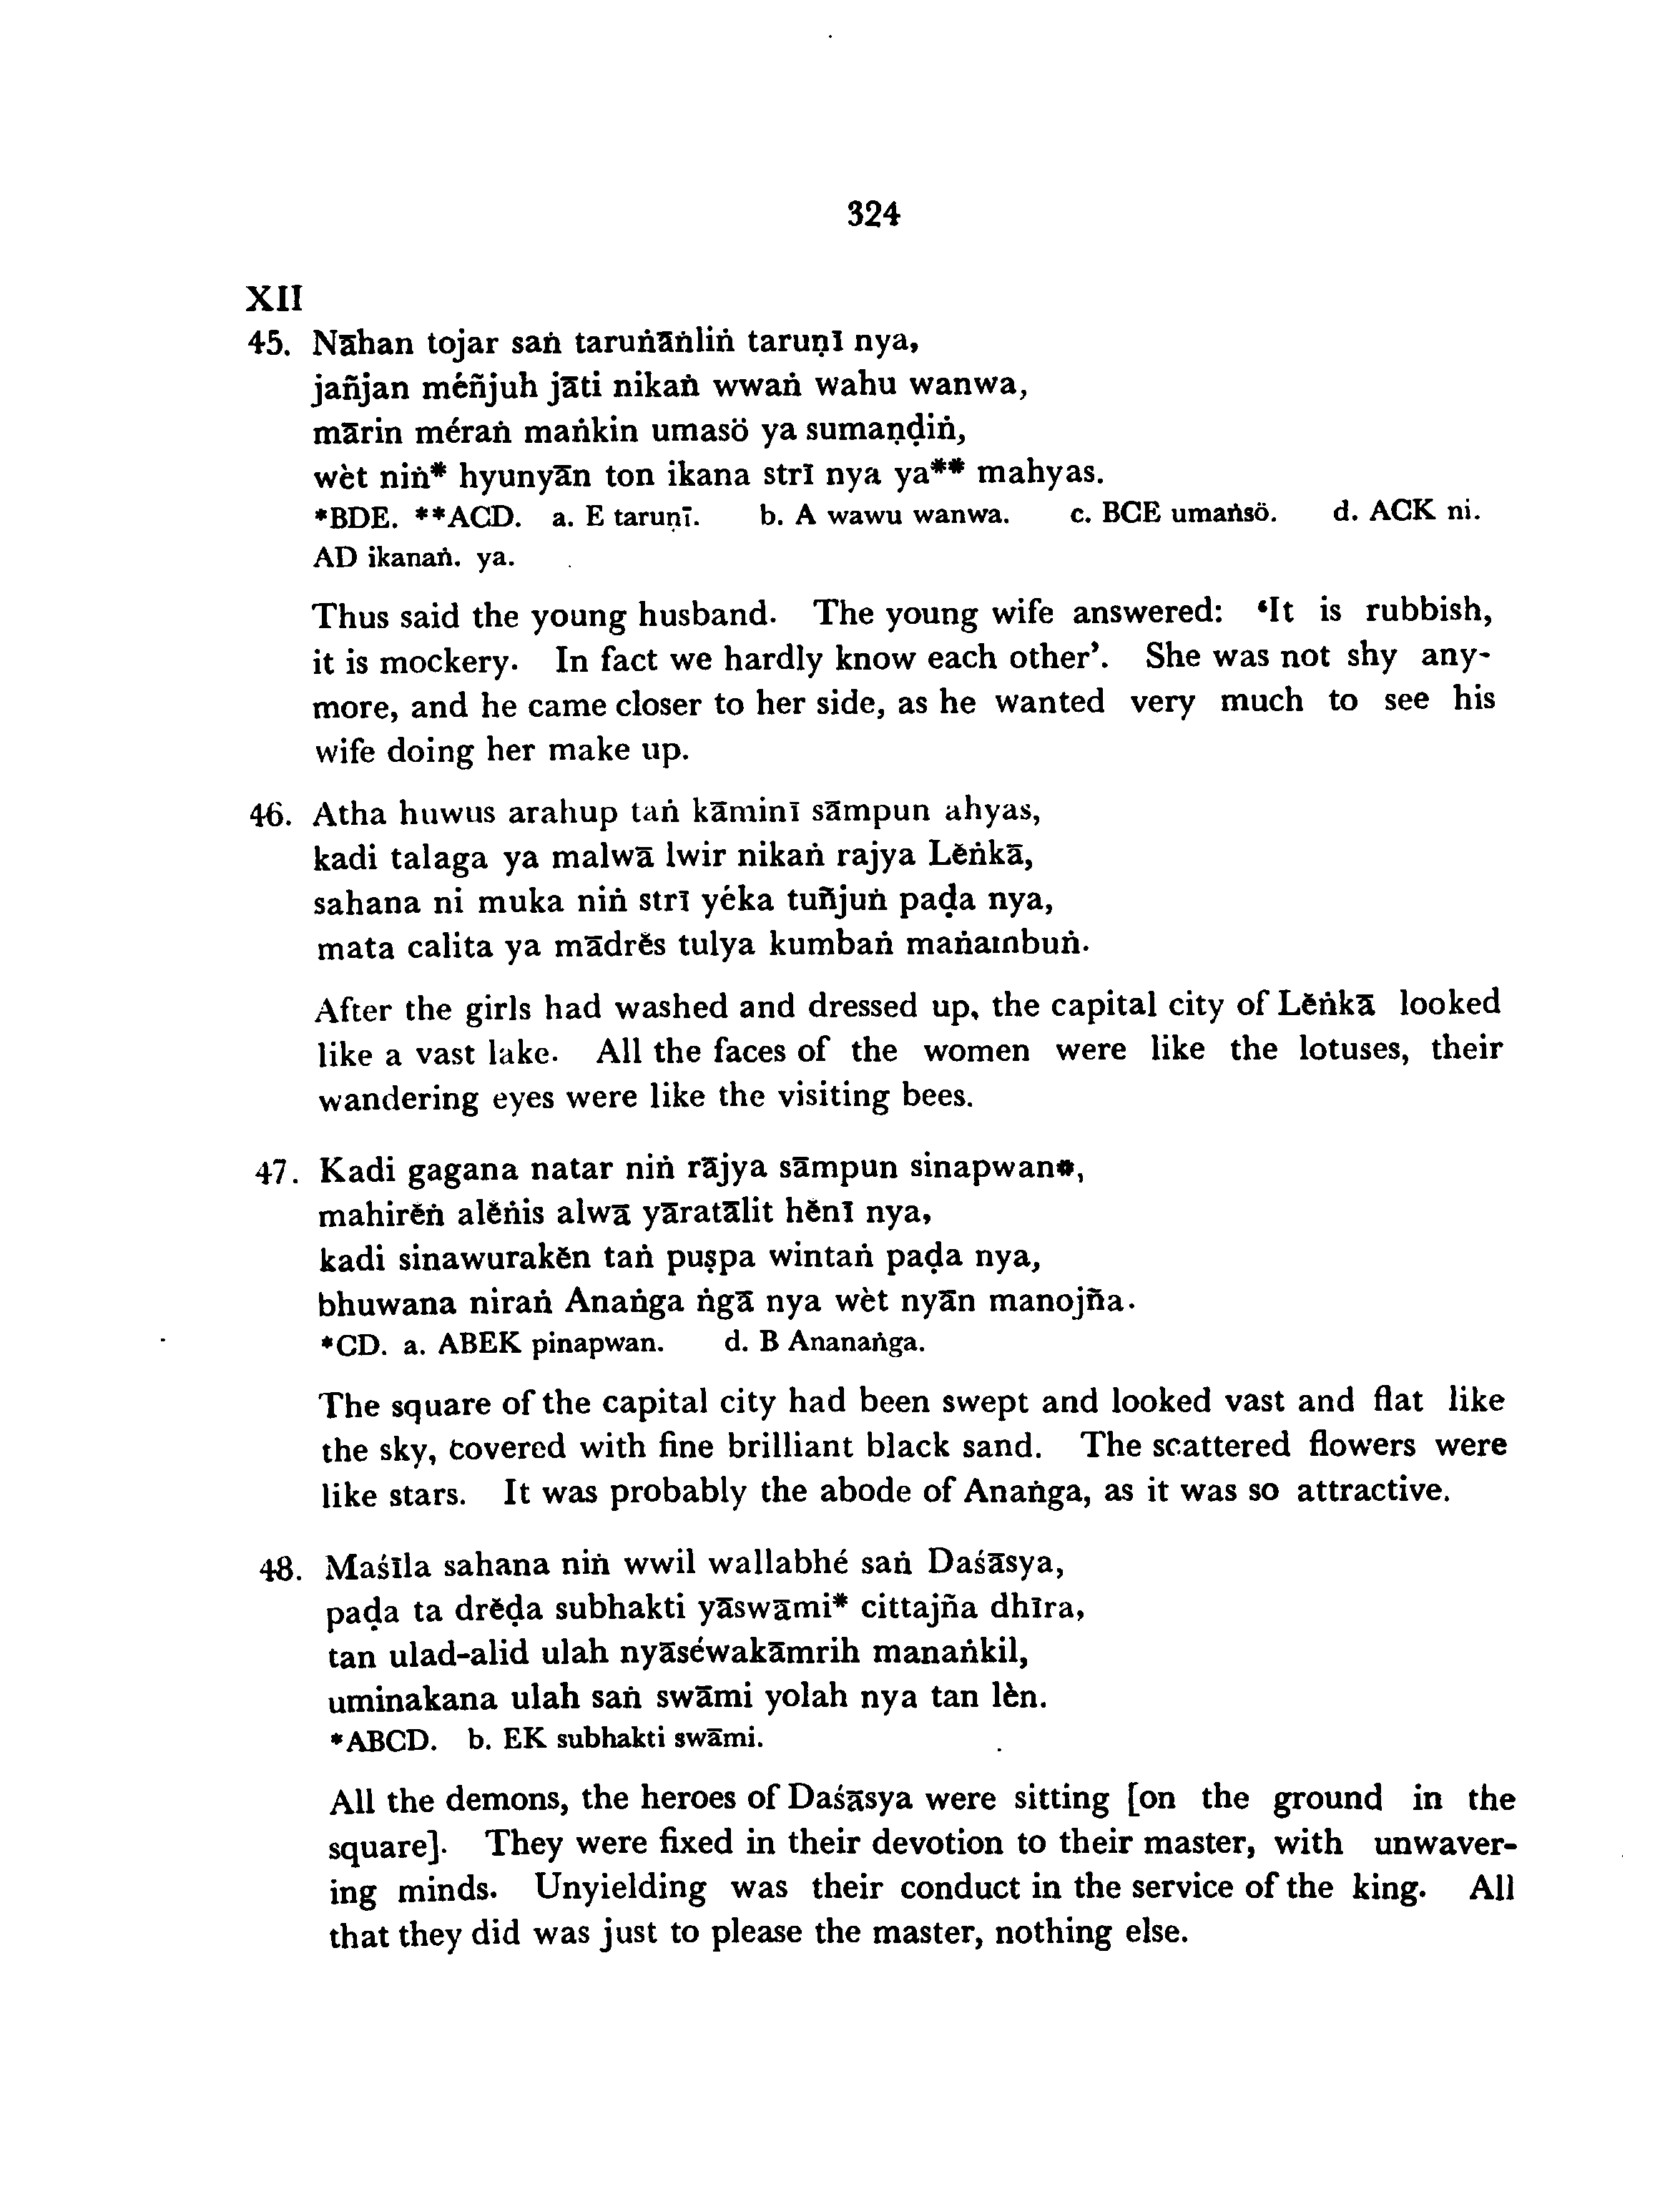 324
XII
45. Nāhan tojar saṅ taruṅāṅliṅ taruṇī nya,
jañjan méñjuh jāti nikaṅ wwaṅ wahu wanwa,
mārin méraṅ maṅkin umasö ya sumaṇḍiṅ,
wèt niṅ* hyunyān ton ikana strī nya ya** mahyas.
*BDE. **ACD. a. E taruṇī. b. A wawu wanwa. c. BCE umaṅsö. d. ACK ni.
AD ikanaṅ. ya.
Thus said the young husband. The young wife answered: ‘It is rubbish,
it is mockery. In fact we hardly know each other’. She was not shy any-
more, and he came closer to her side, as he wanted very much to see his
wife doing her make up.
46. Atha huwus arahup taṅ kāminī sāmpun ahyas,
kadi talaga ya malwā lwir nikaṅ rajya Lĕṅkā,
sahana ni muka niṅ strī yéka tuñjuṅ paḍa nya,
mata calita ya mādrĕs tulya kumbaṅ maṅambuṅ.
After the girls had washed and dressed up, the capital city of Lĕṅkā looked
like a vast lake. All the faces of the women were like the lotuses, their
wandering eyes were like the visiting bees.
47. Kadi gagana natar niṅ rājya sāmpun sinapwan*,
mahirĕṅ alĕṅis alwā yāratālit hĕnī nya,
kadi sinawurakĕn taṅ puṣpa wintaṅ paḍa nya,
bhuwana niraṅ Anaṅga ṅgā nya wèt nyān manojña.
*CD. a. ABEK pinapwan. d. B Ananaṅga.
The square of the capital city had been swept and looked vast and flat like
the sky, covered with fine brilliant black sand. The scattered flowers were
like stars. It was probably the abode of Anaṅga, as it was so attractive.
48. Maśīla sahana niṅ wwil wallabhé saṅ Daśāsya,
paḍa ta drĕḍa subhakti yāswāmi* cittajña dhīra,
tan ulad-alid ulah nyāséwakāmrih manaṅkil,
uminakana ulah saṅ swāmi yolah nya tan lèn.
*ABCD. b. EK subhakti swāmi.
All the demons, the heroes of Daśāsya were sitting [on the ground in the
square]. They were fixed in their devotion to their master, with unwaver-
ing minds. Unyielding was their conduct in the service of the king. All
that they did was just to please the master, nothing else.